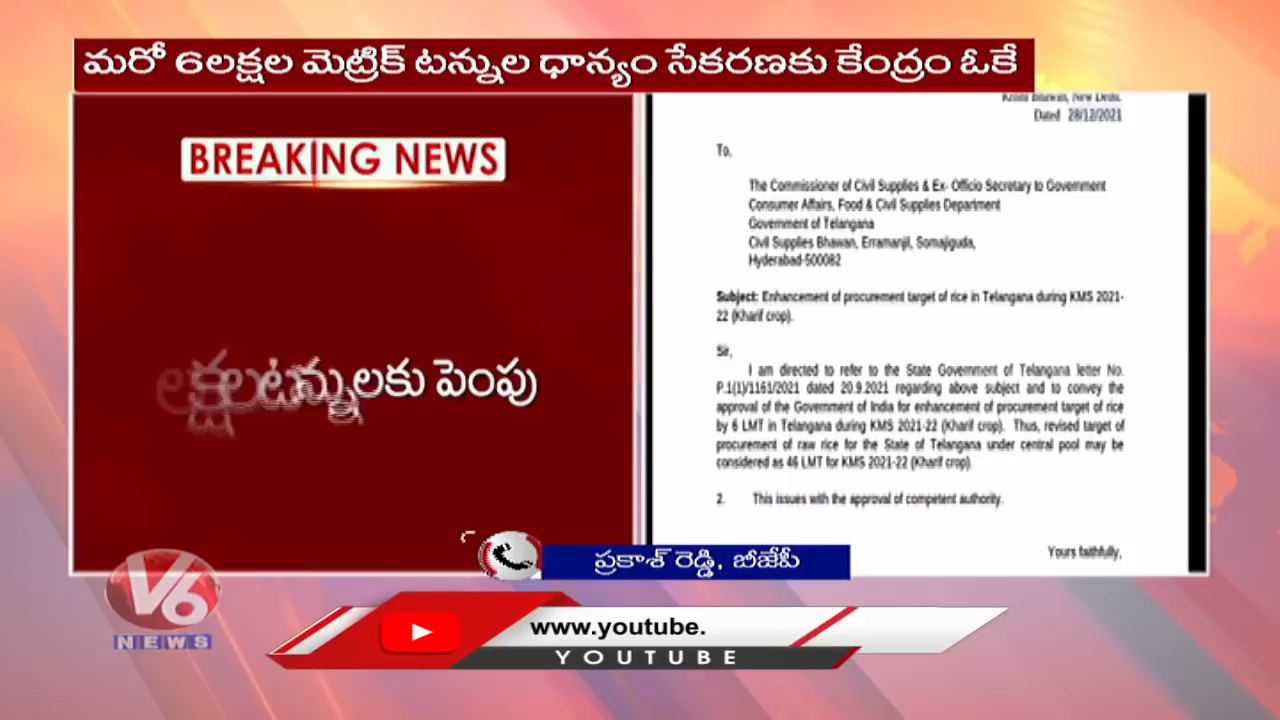 మరో 6లక్షల మెట్రిక్ టన్నుల ధాన్యం సేకరణకు కేంద్రం ఓకే
BREAKING NEWS
లక్షలటన్నులకు పెంపు
Krishi Bhawan, New Delhi.
Dated 28/12/2021
To,
The Commissioner of Civil Supplies & Ex- Officio Secretary to Government
Consumer Affairs, Food & Civil Supplies Department
Government of Telangana
Civil Supplies Bhawan, Erramanjil, Somajiguda,
Hyderabad-500082
Subject: Enhancement of procurement target of rice in Telangana during KMS 2021-
22 (Kharif crop).
Sir,
I am directed to refer to the State Government of Telangana letter No.
P.1(1)/1161/2021 dated 20.9.2021 regarding above subject and to convey the
approval of the Government of India for enhancement of procurement target of rice
by 6 LMT in Telangana during KMS 2021-22 (Kharif crop). Thus, revised target of
procurement of raw rice for the State of Telangana under central pool may be
considered as 46 LMT for KMS 2021-22 (Kharif crop).
2. This issues with the approval of competent authority.
Yours faithfully,
ప్రకాశ్ రెడ్డి, బీజేపీ
V6
NEWS
www.youtube.
YOUTUBE